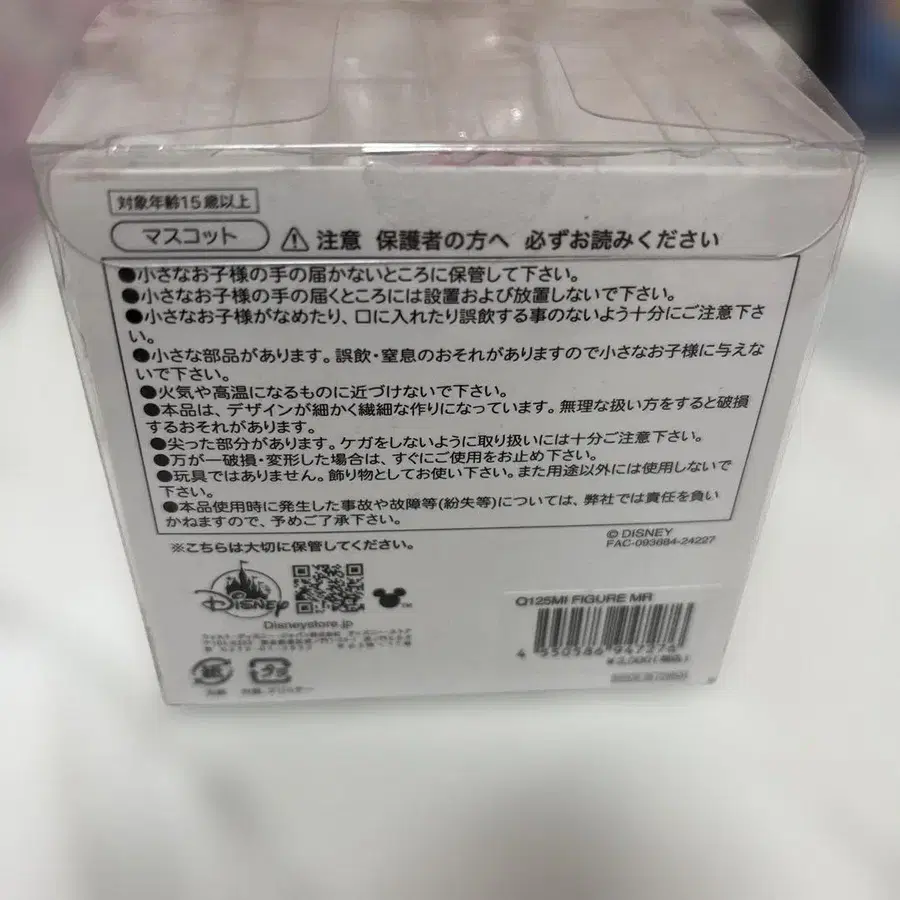 対象年齢15歳以上
マスコット ⚠ 注意 保護者の方へ 必ずお読みください
●小さなお子様の手の届かないところに保管して下さい。
●小さなお子様の手の届くところには設置および放置しないで下さい。
●小さなお子様がなめたり、口に入れたり誤飲する事のないよう十分にご注意下さ
い。
●小さな部品があります。誤飲・窒息のおそれがありますので小さなお子様に与えな
いで下さい。
●火気や高温になるものに近づけないで下さい。
●本品は、デザインが細かく繊細な作りになっています。無理な扱い方をすると破損
するおそれがあります。
●尖った部分があります。ケガをしないように取り扱いには十分ご注意下さい。
●万が一破損・変形した場合は、すぐにご使用をお止め下さい。
●玩具ではありません。飾り物としてお使い下さい。また用途以外には使用しないで
下さい。
●本品使用時に発生した事故や故障等(紛失等)については、弊社では責任を負い
かねますので、予めご了承下さい。
※こちらは大切に保管してください。
© DISNEY
FAC-093684-24227
Disney
Disneystore.jp
Q125MI FIGURE MR
4 550586 947278